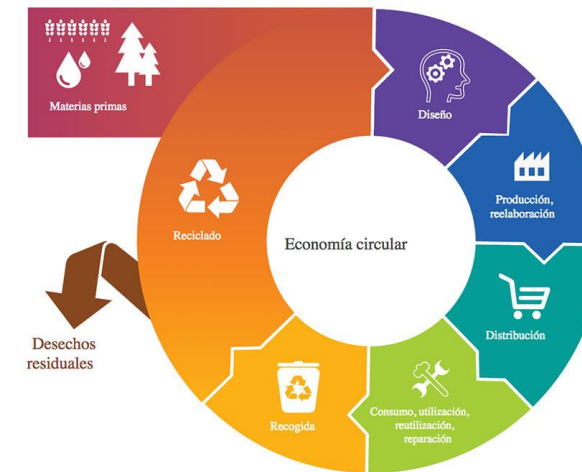 Materias primas
Diseño
Producción,
reelaboración
Reciclado
Economía circular
Distribución
Desechos
residuales
Consumo, utilización,
reutilización,
reparación
Recogida